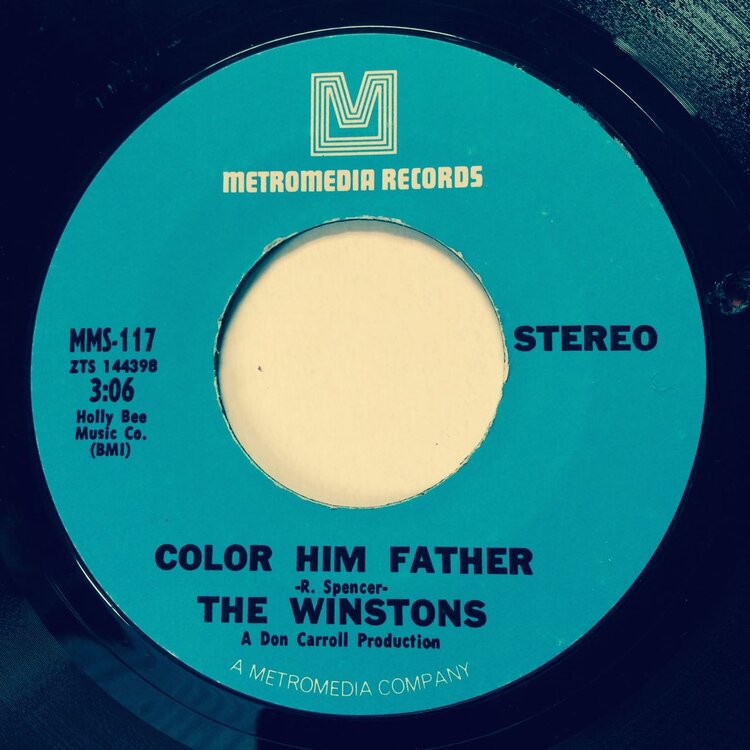 M
METROMEDIA RECORDS
MMS-117
ZTS 144398
3:06
Holly Bee
Music Co.
(BMI)
STEREO
COLOR HIM FATHER
-R. Spencer-
THE WINSTONS
A Don Carroll Production
A METROMEDIA COMPANY